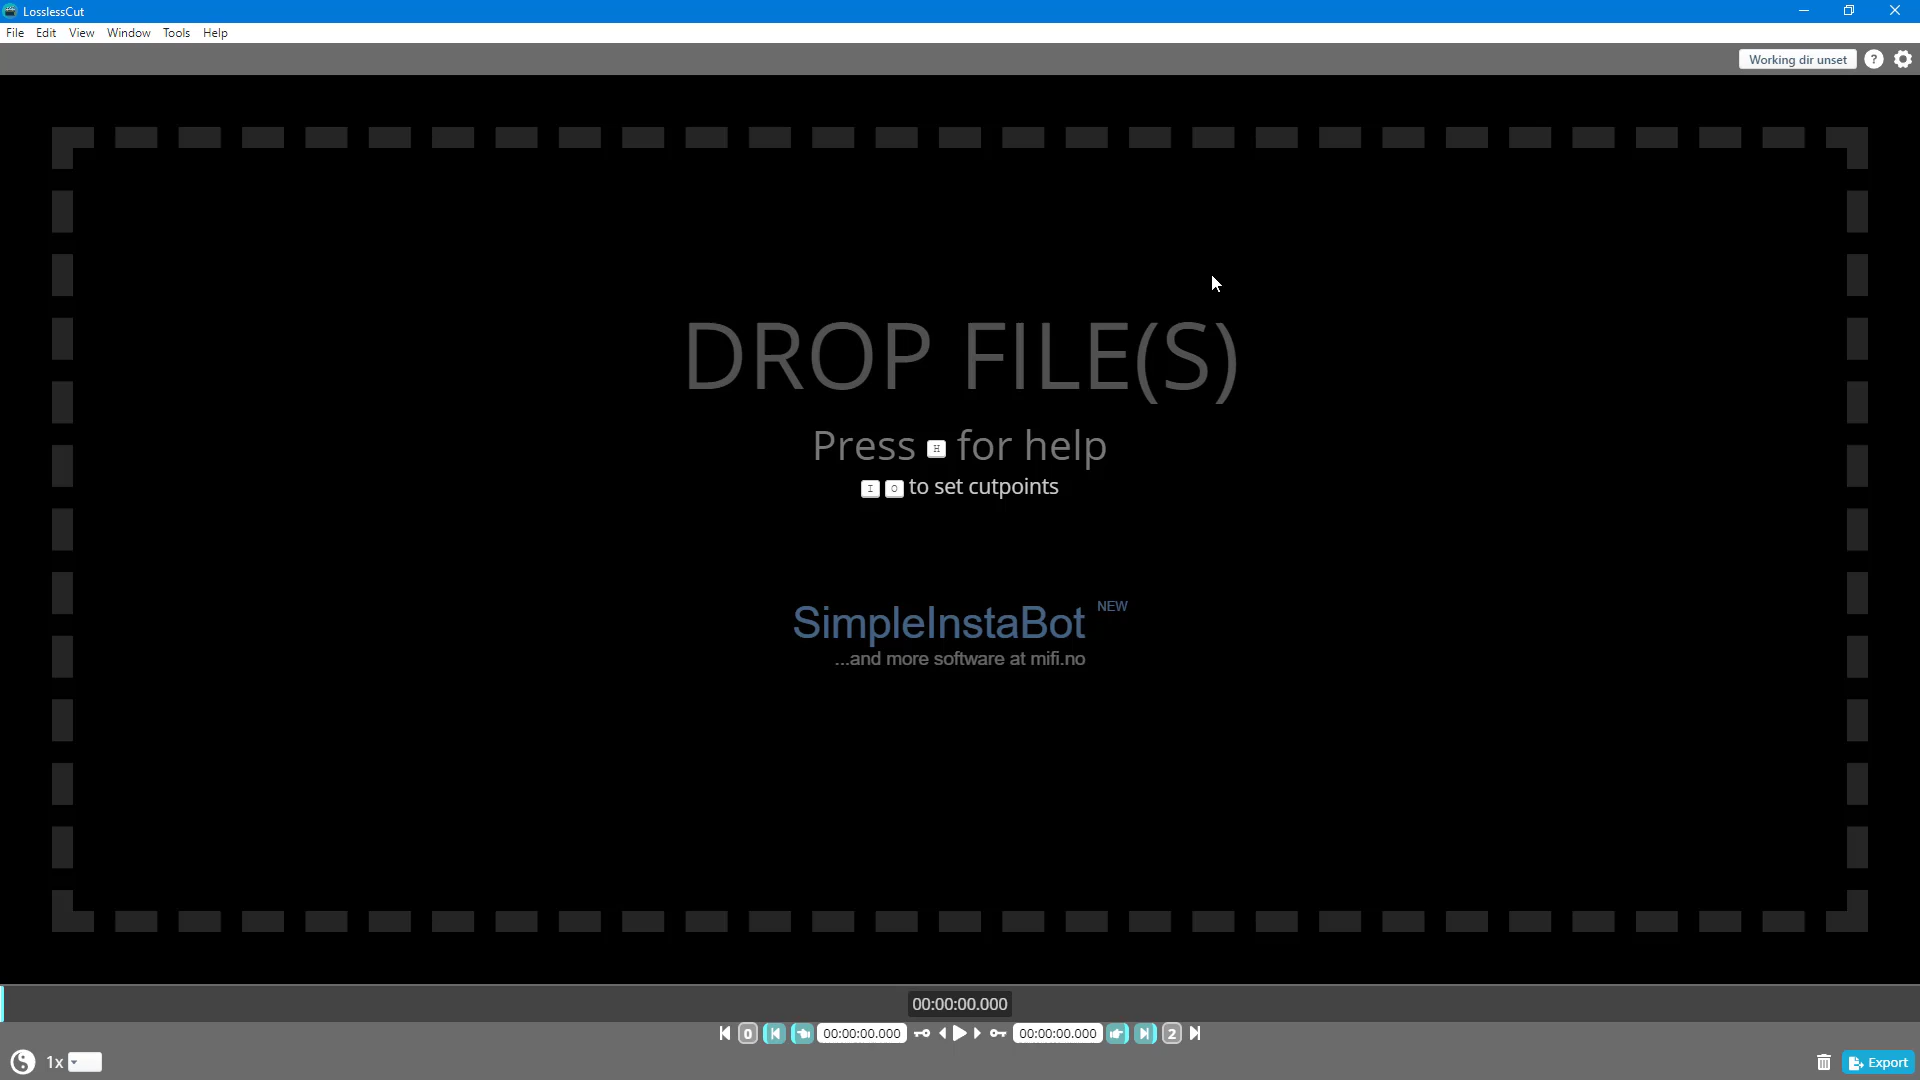 LosslessCut
File Edit View Window Tools Help
Working dir unset ?
DROP FILE(S)
Press H for help
I O to set cutpoints
SimpleInstaBot NEW
...and more software at mifi.no
00:00:00.000
0 00:00:00.000 00:00:00.000 2
1x Export